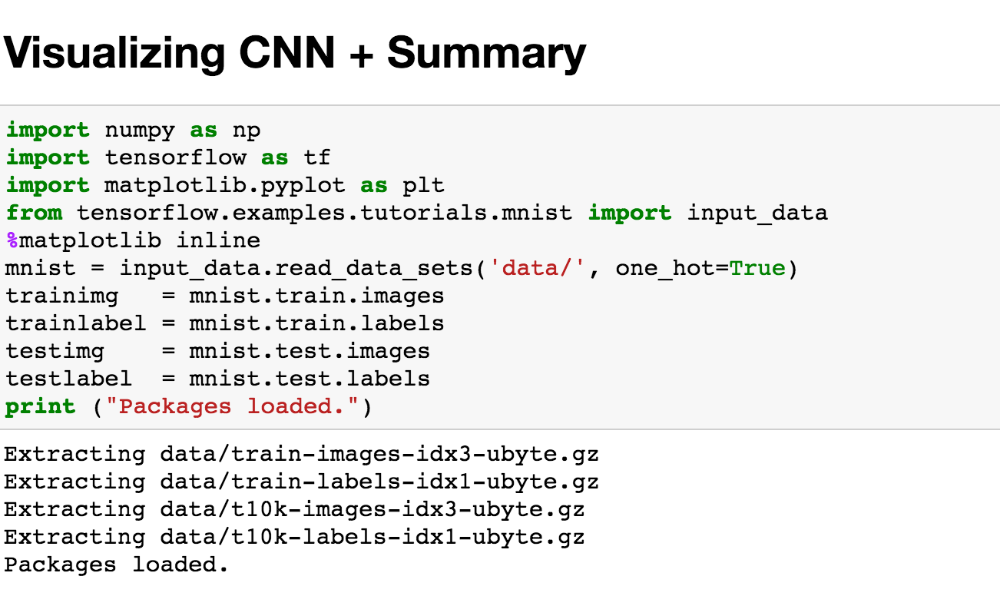 Visualizing CNN + Summary
import numpy as np
import tensorflow as tf
import matplotlib.pyplot as plt
from tensorflow.examples.tutorials.mnist import input_data
%matplotlib inline
mnist = input_data.read_data_sets('data/', one_hot=True)
trainimg   = mnist.train.images
trainlabel = mnist.train.labels
testimg    = mnist.test.images
testlabel  = mnist.test.labels
print ("Packages loaded.")
Extracting data/train-images-idx3-ubyte.gz
Extracting data/train-labels-idx1-ubyte.gz
Extracting data/t10k-images-idx3-ubyte.gz
Extracting data/t10k-labels-idx1-ubyte.gz
Packages loaded.